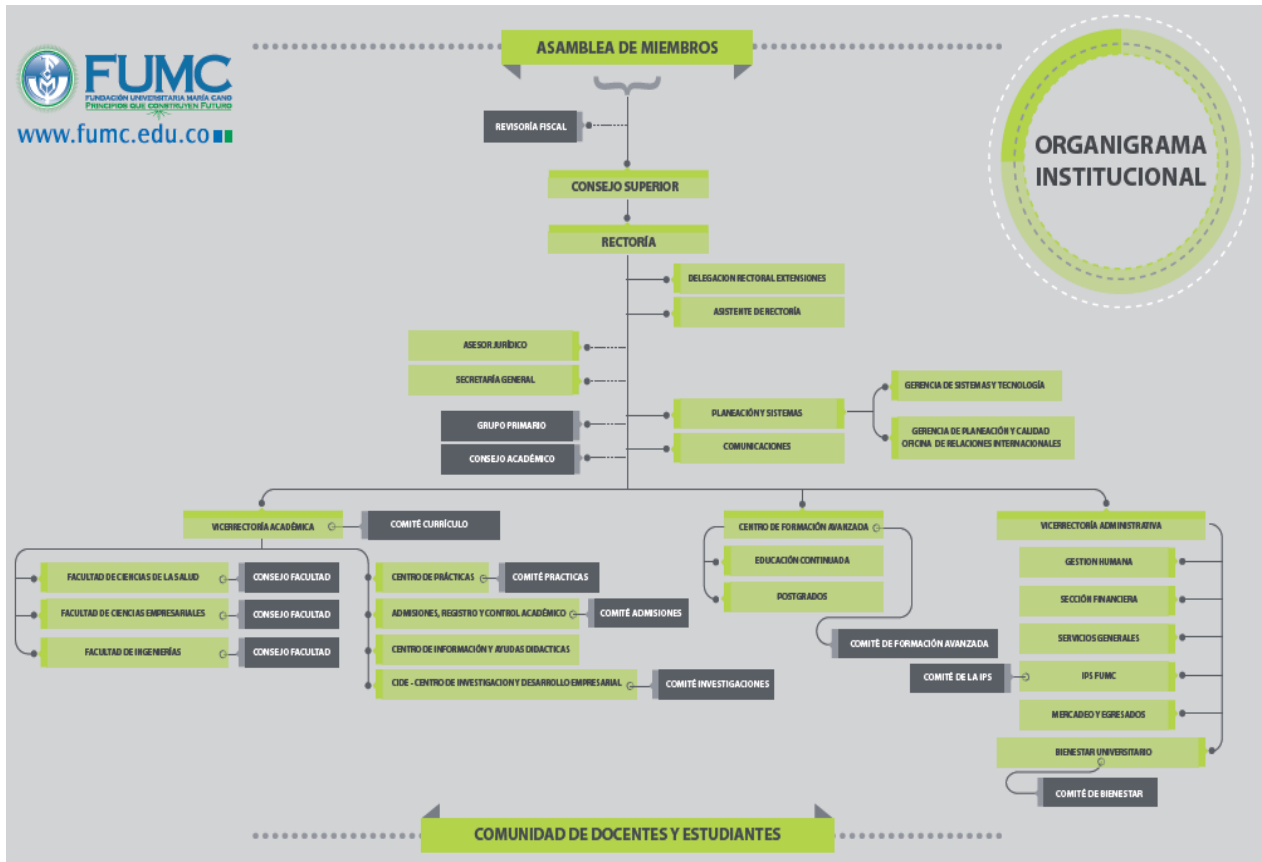 ASAMBLEA DE MIEMBROS
FUMC
FUNDACIÓN UNIVERSITARIA MARÍA CANO
PRINCIPIOS QUE CONSTRUYEN FUTURO
www.fumc.edu.co
ORGANIGRAMA
INSTITUCIONAL
REVISORÍA FISCAL
CONSEJO SUPERIOR
RECTORÍA
DELEGACION RECTORAL EXTENSIONES
ASISTENTE DE RECTORÍA
ASESOR JURÍDICO
SECRETARÍA GENERAL
GRUPO PRIMARIO
CONSEJO ACADÉMICO
PLANEACIÓN Y SISTEMAS
COMUNICACIONES
GERENCIA DE SISTEMAS Y TECNOLOGÍA
GERENCIA DE PLANEACIÓN Y CALIDAD
OFICINA DE RELACIONES INTERNACIONALES
VICERRECTORÍA ACADÉMICA
COMITÉ CURRÍCULO
FACULTAD DE CIENCIAS DE LA SALUD
CONSEJO FACULTAD
FACULTAD DE CIENCIAS EMPRESARIALES
CONSEJO FACULTAD
FACULTAD DE INGENIERÍAS
CONSEJO FACULTAD
CENTRO DE PRÁCTICAS
COMITÉ PRACTICAS
ADMISIONES, REGISTRO Y CONTROL ACADÉMICO
COMITÉ ADMISIONES
CENTRO DE INFORMACIÓN Y AYUDAS DIDACTICAS
CIDE - CENTRO DE INVESTIGACION Y DESARROLLO EMPRESARIAL
COMITÉ INVESTIGACIONES
CENTRO DE FORMACIÓN AVANZADA
EDUCACIÓN CONTINUADA
POSTGRADOS
COMITÉ DE FORMACIÓN AVANZADA
VICERRECTORÍA ADMINISTRATIVA
GESTION HUMANA
SECCIÓN FINANCIERA
SERVICIOS GENERALES
COMITÉ DE LA IPS
IPS FUMC
MERCADEO Y EGRESADOS
BIENESTAR UNIVERSITARIO
COMITÉ DE BIENESTAR
COMUNIDAD DE DOCENTES Y ESTUDIANTES